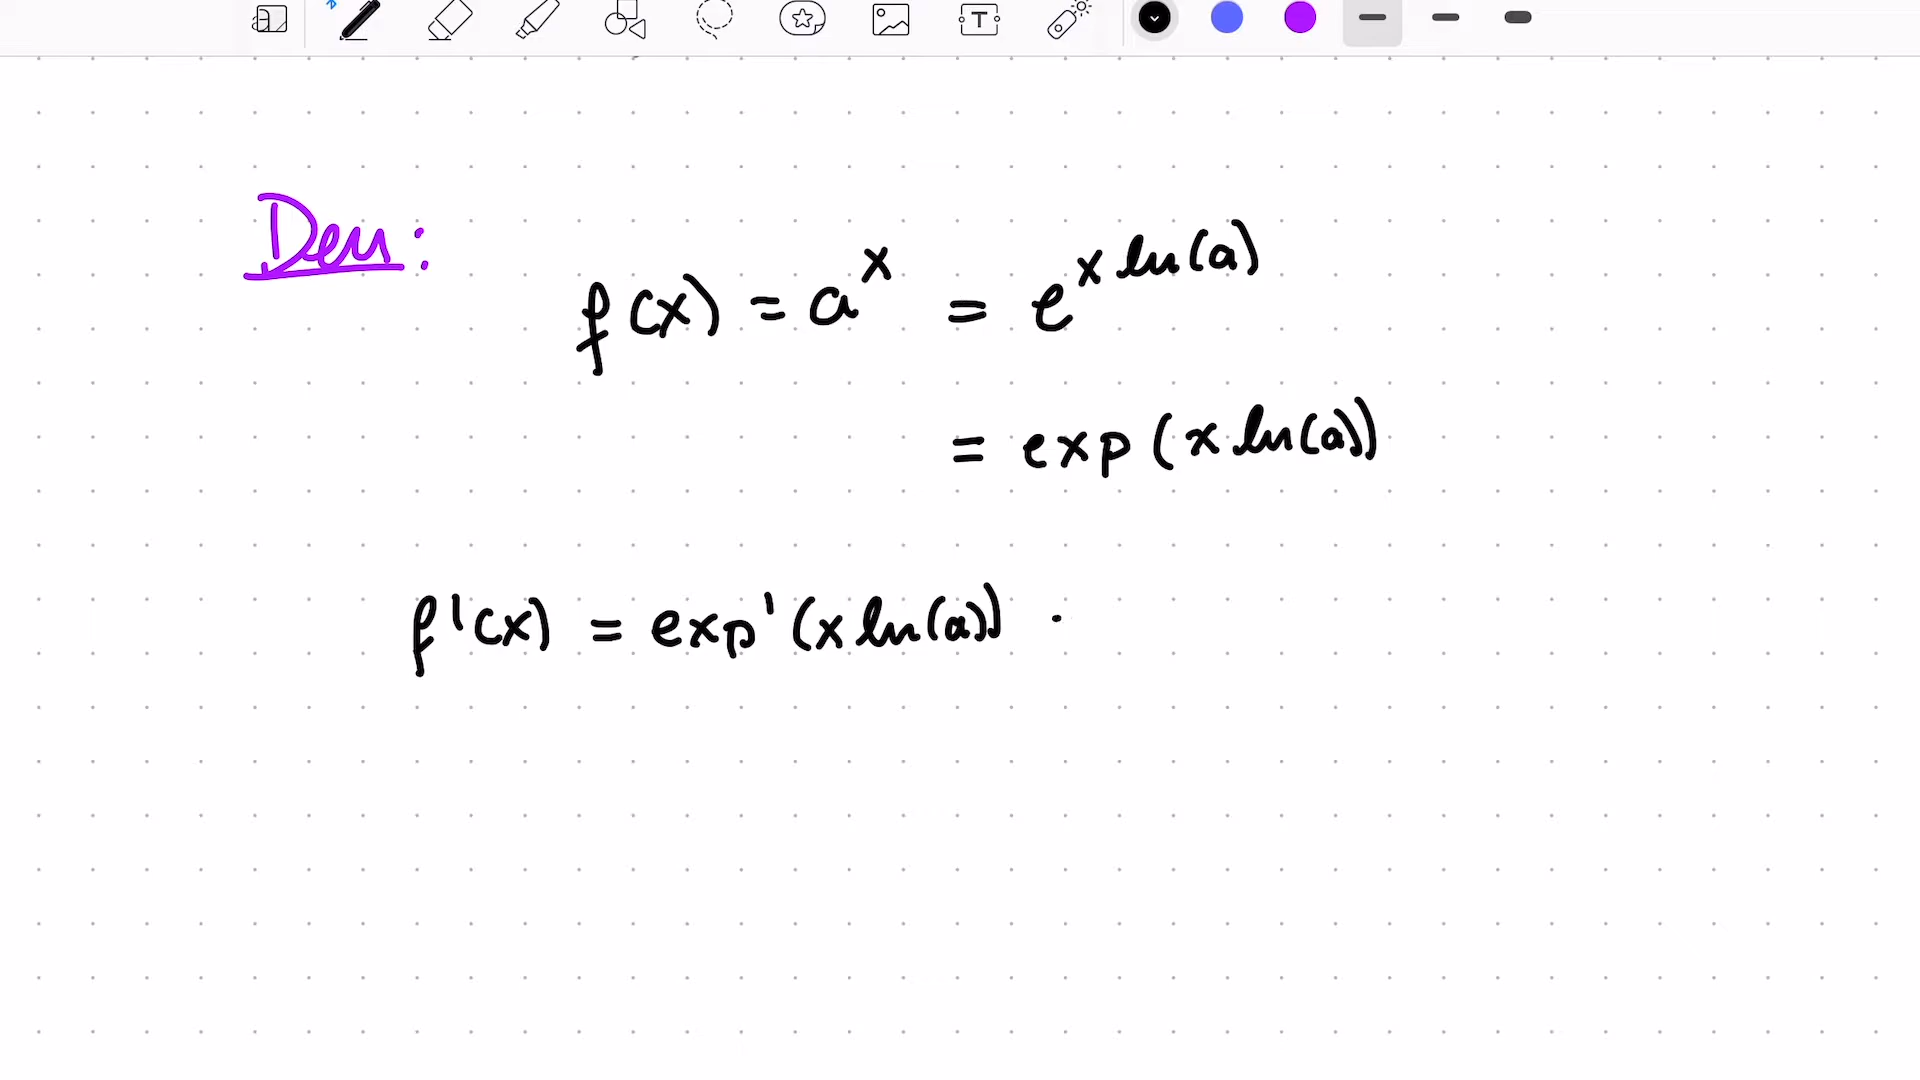 Dem:
f(x) = a^x = e^{x ln(a)}
= exp(x ln(a))
f'(x) = exp'(x ln(a)) ·